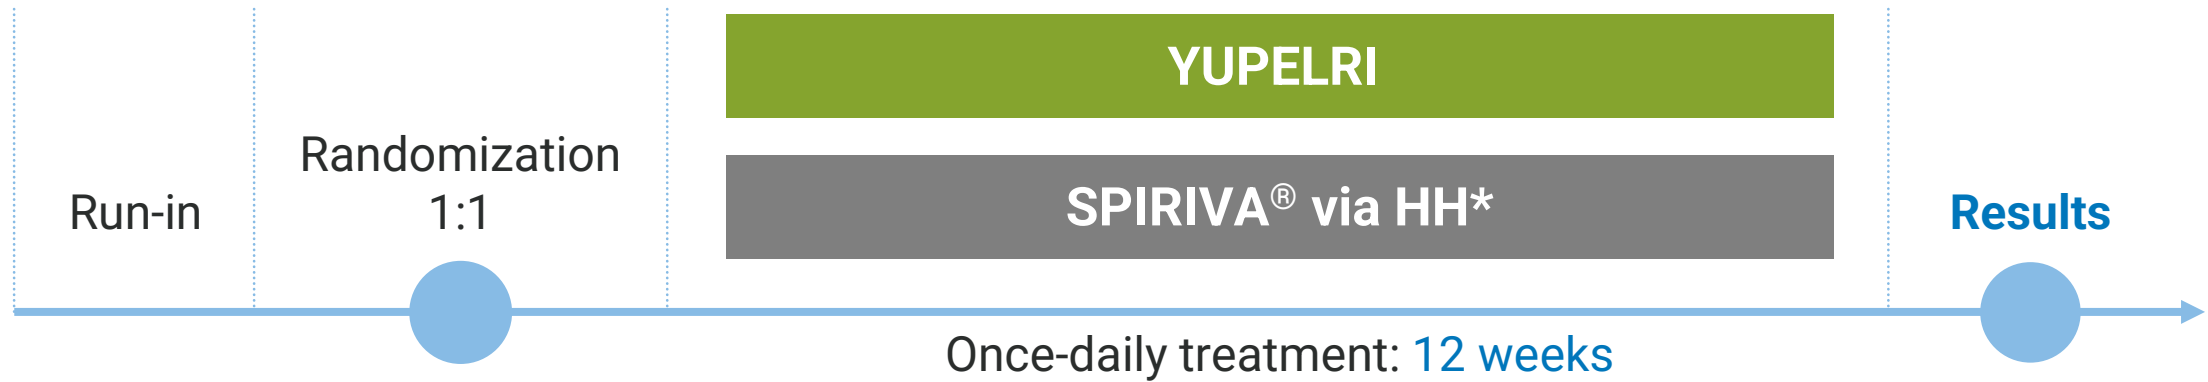 Run-in
Randomization
1:1
YUPELRI
SPIRIVA® via HH*
Results
Once-daily treatment: 12 weeks